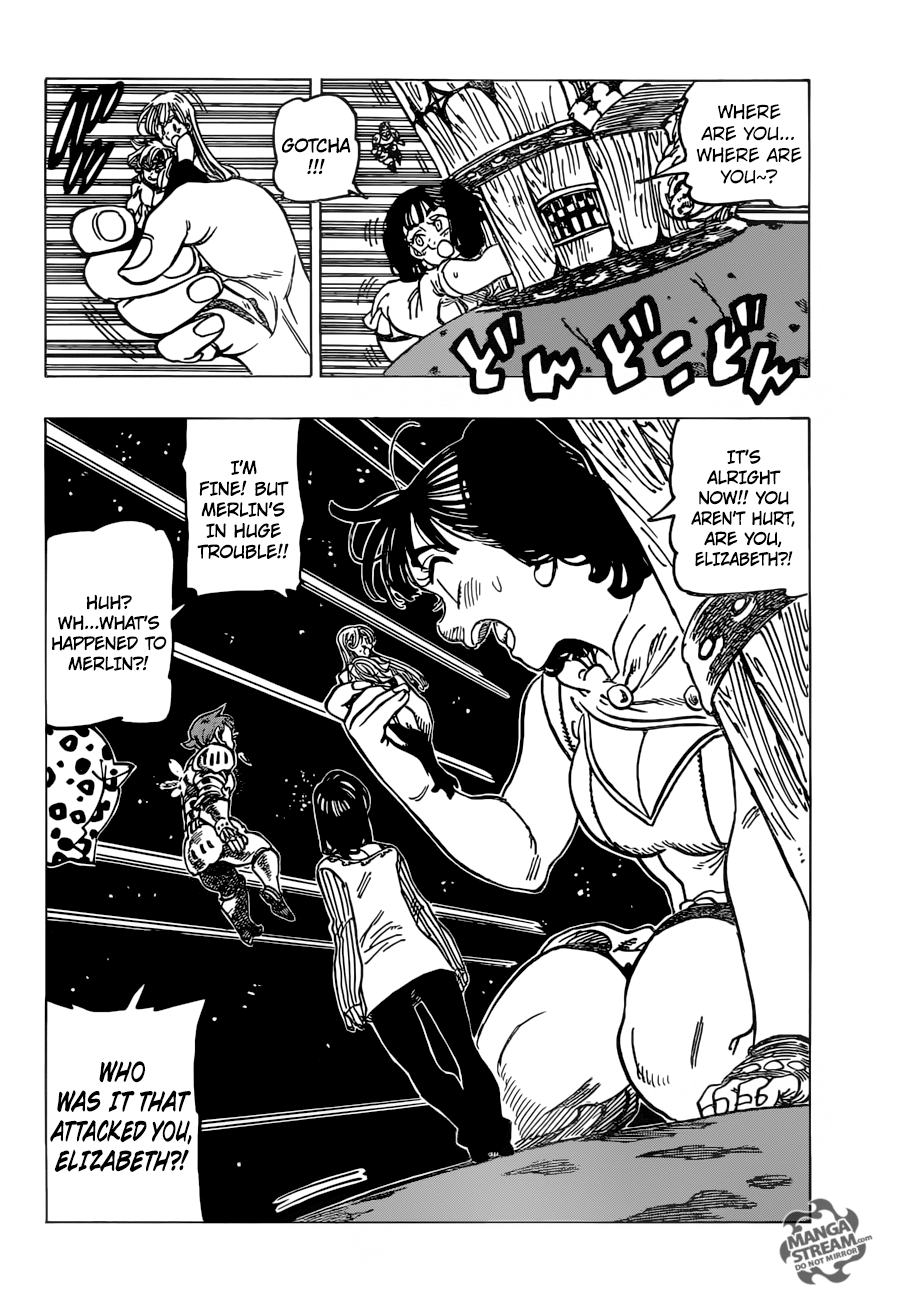 WHERE
ARE YOU...
WHERE ARE
YOU~?
GOTCHA
!!!
どんどーどん
IT'S
ALRIGHT
NOW!! YOU
AREN'T HURT,
ARE YOU,
ELIZABETH?!
I'M
FINE! BUT
MERLIN'S
IN HUGE
TROUBLE!!
HUH?
WH...WHAT'S
HAPPENED TO
MERLIN?!
WHO
WAS IT THAT
ATTACKED YOU,
ELIZABETH?!
MANGA
STREAM.com
DO NOT MIRROR